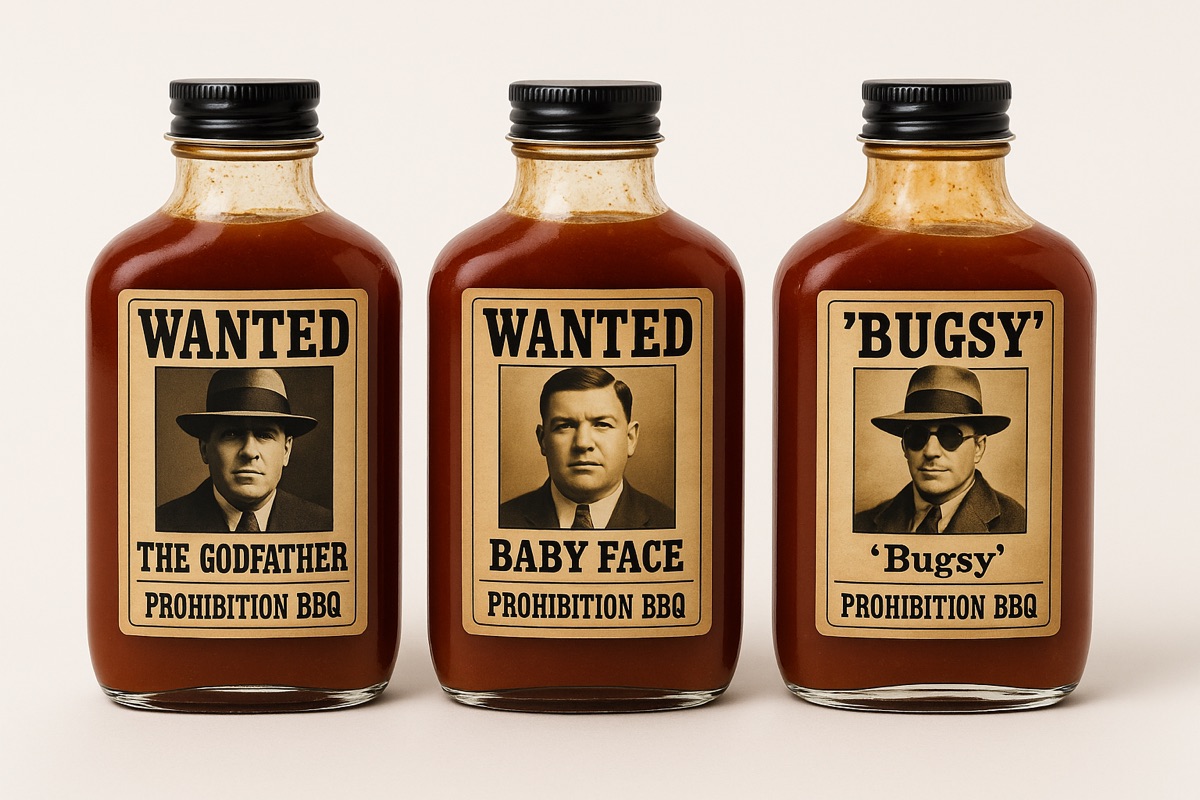 WANTED
THE GODFATHER
PROHIBITION BBQ
WANTED
BABY FACE
PROHIBITION BBQ
’BUGSY’
‘Bugsy’
PROHIBITION BBQ